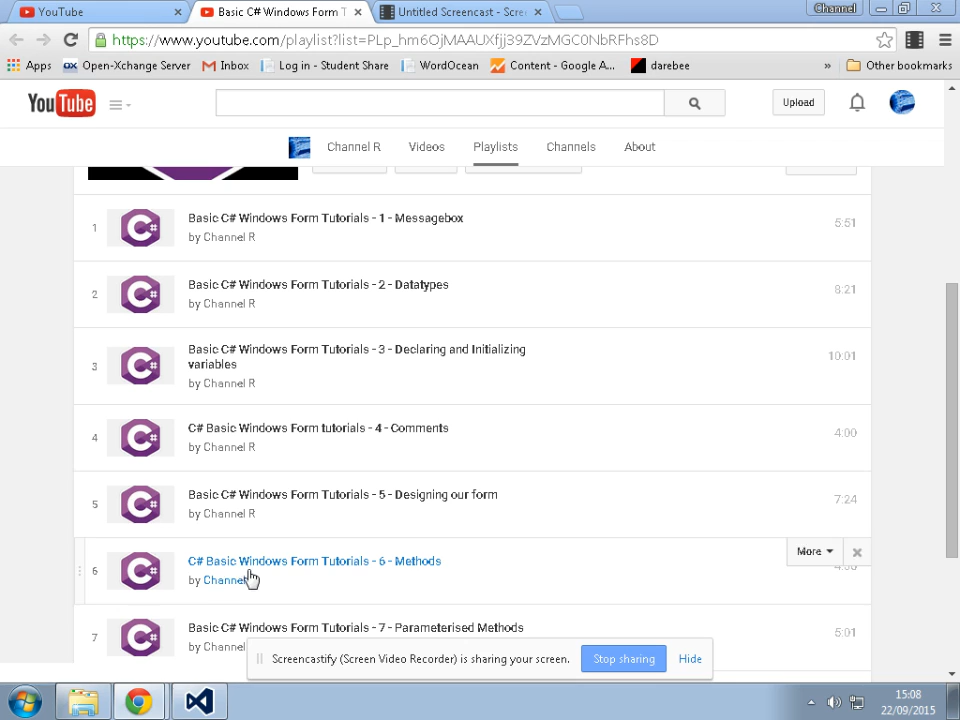 YouTube
Basic C# Windows Form T
Untitled Screencast - Scre
Channel
https://www.youtube.com/playlist?list=PLp_hm6OjMAAUXfjj39ZVzMGC0NbRFhs8D
Apps
Open-Xchange Server
Inbox
Log in - Student Share
WordOcean
Content - Google A...
darebee
»
Other bookmarks
YouTube
Upload
Channel R
Videos
Playlists
Channels
About
1
Basic C# Windows Form Tutorials - 1 - Messagebox
by Channel R
5:51
2
Basic C# Windows Form Tutorials - 2 - Datatypes
by Channel R
8:21
3
Basic C# Windows Form Tutorials - 3 - Declaring and Initializing
variables
by Channel R
10:01
4
C# Basic Windows Form tutorials - 4 - Comments
by Channel R
4:00
5
Basic C# Windows Form Tutorials - 5 - Designing our form
by Channel R
7:24
6
C# Basic Windows Form Tutorials - 6 - Methods
by Channel
More
7
Basic C# Windows Form Tutorials - 7 - Parameterised Methods
by Channel
5:01
Screencastify (Screen Video Recorder) is sharing your screen.
Stop sharing
Hide
15:08
22/09/2015